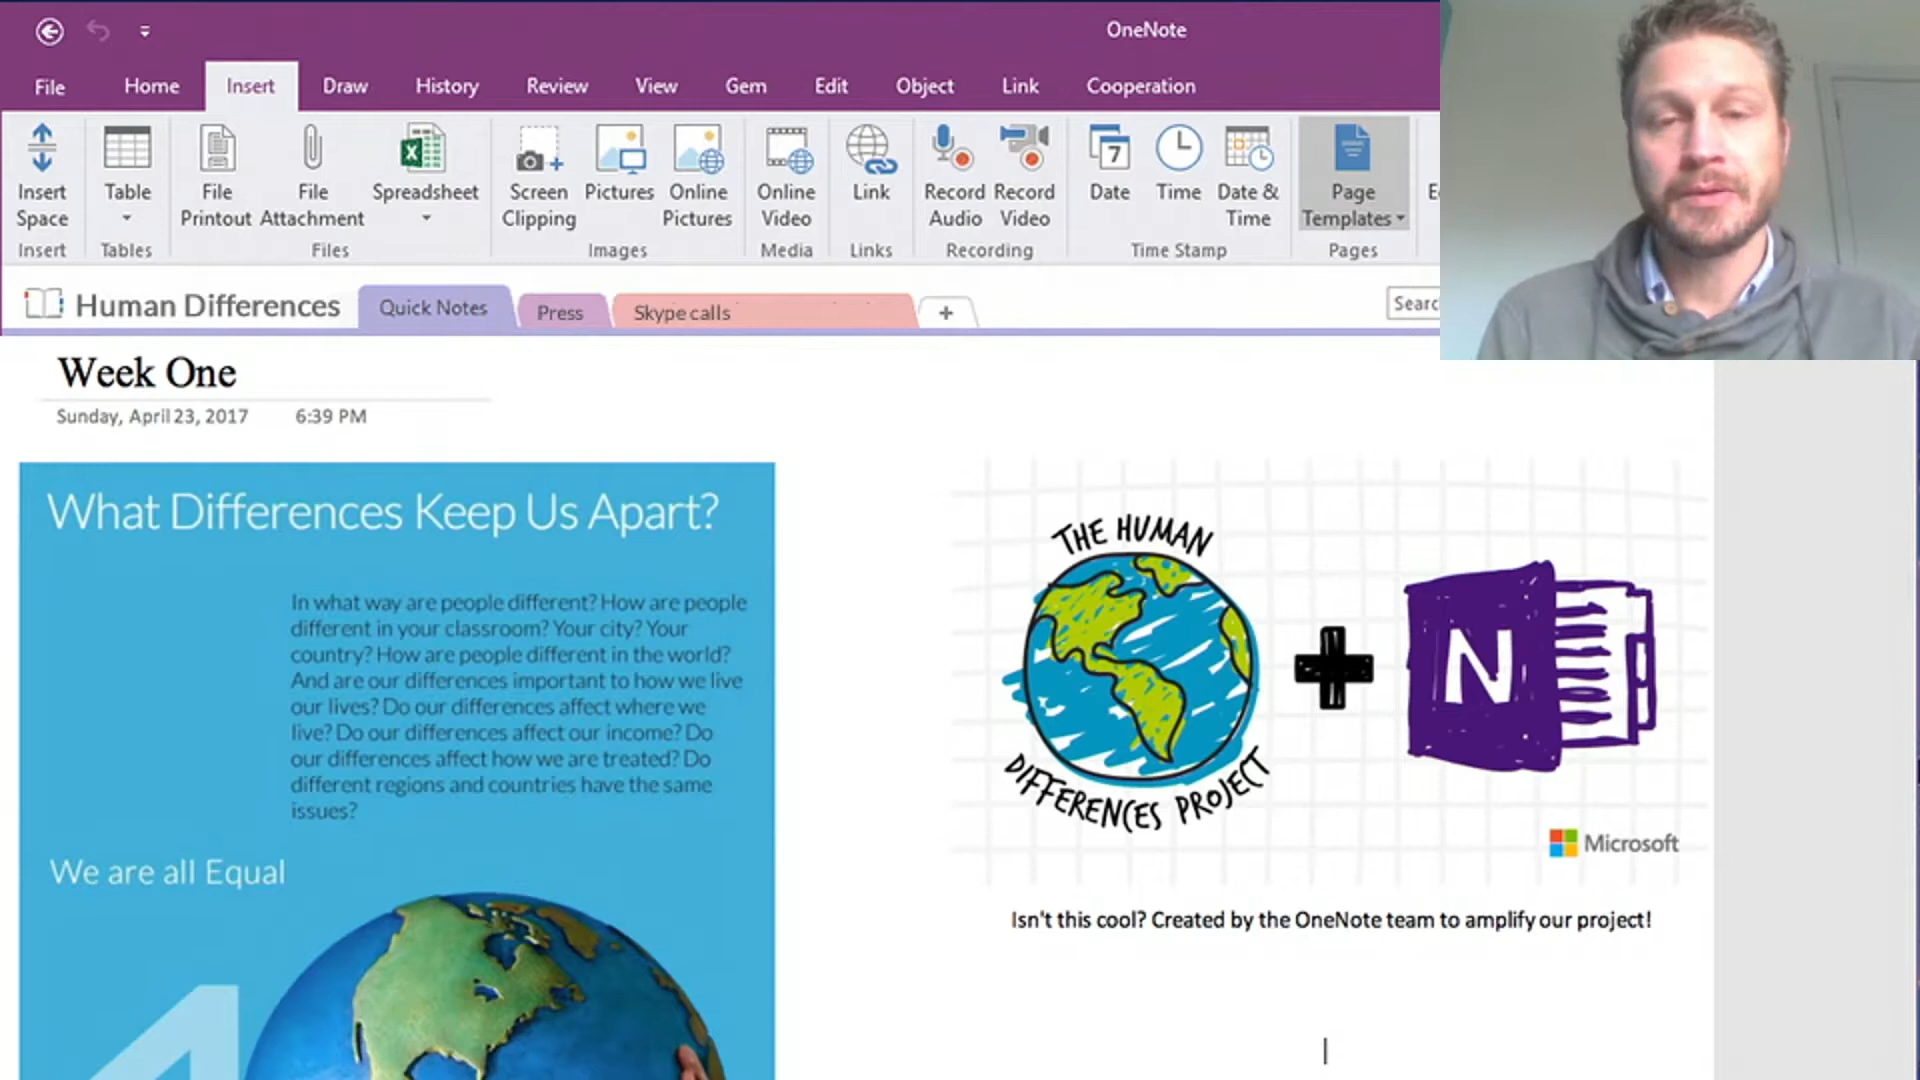 OneNote
File Home Insert Draw History Review View Gem Edit Object Link Cooperation
Insert Space
Table
File Printout
File Attachment
Spreadsheet
Screen Clipping
Pictures
Online Pictures
Online Video
Link
Record Audio
Record Video
7
Date
Time
Date & Time
Page Templates
Insert Tables Files Images Media Links Recording Time Stamp Pages
Human Differences Quick Notes Press Skype calls +
Week One
Sunday, April 23, 2017 6:39 PM
What Differences Keep Us Apart?
In what way are people different? How are people
different in your classroom? Your city? Your
country? How are people different in the world?
And are our differences important to how we live
our lives? Do our differences affect where we
live? Do our differences affect our income? Do
our differences affect how we are treated? Do
different regions and countries have the same
issues?
We are all Equal
THE HUMAN
DIFFERENCES PROJECT
N
Microsoft
Isn't this cool? Created by the OneNote team to amplify our project!